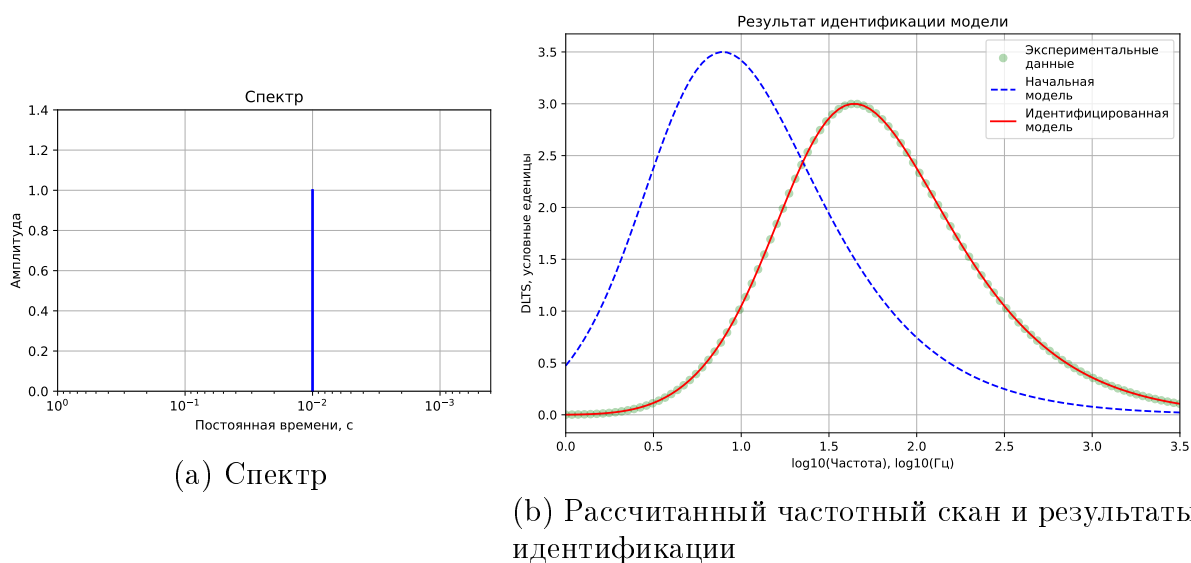 Спектр
1.4
1.2
1.0
0.8
0.6
0.4
0.2
0.0
Амплитуда
10⁰ 10⁻¹ 10⁻² 10⁻³
Постоянная времени, с
(a) Спектр
Результат идентификации модели
3.5
3.0
2.5
2.0
1.5
1.0
0.5
0.0
DLTS, условные еденицы
Экспериментальные
данные
Начальная
модель
Идентифицированная
модель
0.0 0.5 1.0 1.5 2.0 2.5 3.0 3.5
log10(Частота), log10(Гц)
(b) Рассчитанный частотный скан и результаты
идентификации